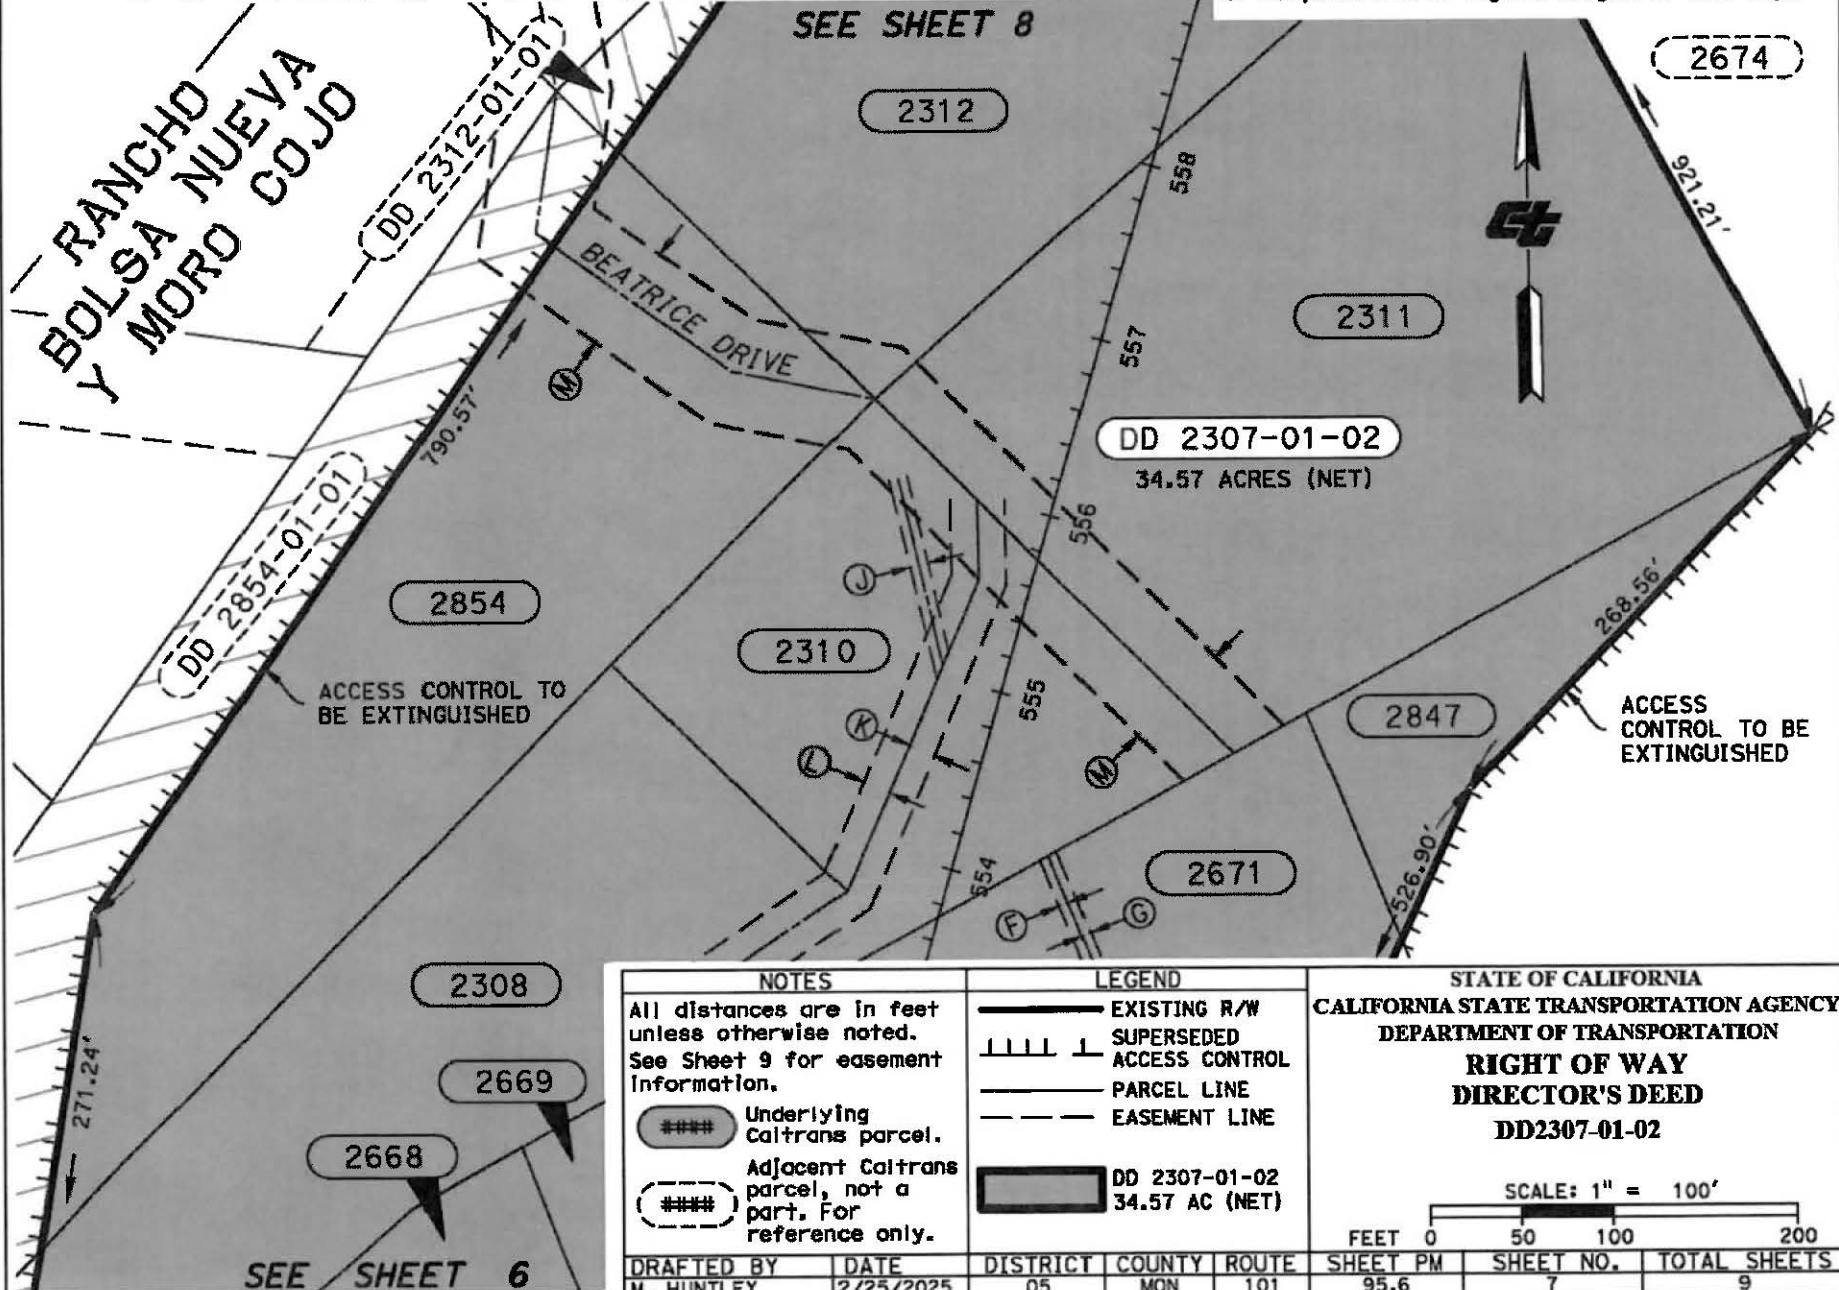 SEE SHEET 8
2674
RANCHO
BOLSA NUEVA
Y MORO COJO
DD 2312-01-01
2312
558
921.21'
ct
BEATRICE DRIVE
2311
557
M
790.57'
DD 2307-01-02
34.57 ACRES (NET)
556
DD 2854-01-01
2854
J
2310
268.56'
ACCESS CONTROL TO
BE EXTINGUISHED
555
K
L
M
2847
ACCESS
CONTROL TO BE
EXTINGUISHED
554
2671
526.90'
F
G
2308
271.24'
2669
2668
SEE SHEET 6
NOTES
All distances are in feet
unless otherwise noted.
See Sheet 9 for easement
information.
####
Underlying
Caltrans parcel.
####
Adjacent Caltrans
parcel, not a
part. For
reference only.
LEGEND
EXISTING R/W
SUPERSEDED
ACCESS CONTROL
PARCEL LINE
EASEMENT LINE
DD 2307-01-02
34.57 AC (NET)
STATE OF CALIFORNIA
CALIFORNIA STATE TRANSPORTATION AGENCY
DEPARTMENT OF TRANSPORTATION
RIGHT OF WAY
DIRECTOR'S DEED
DD2307-01-02
SCALE: 1" = 100'
FEET 0 50 100 200
DRAFTED BY DATE DISTRICT COUNTY ROUTE SHEET PM SHEET NO. TOTAL SHEETS
M. HUNTLEY 2/25/2025 05 MON 101 95.6 7 9